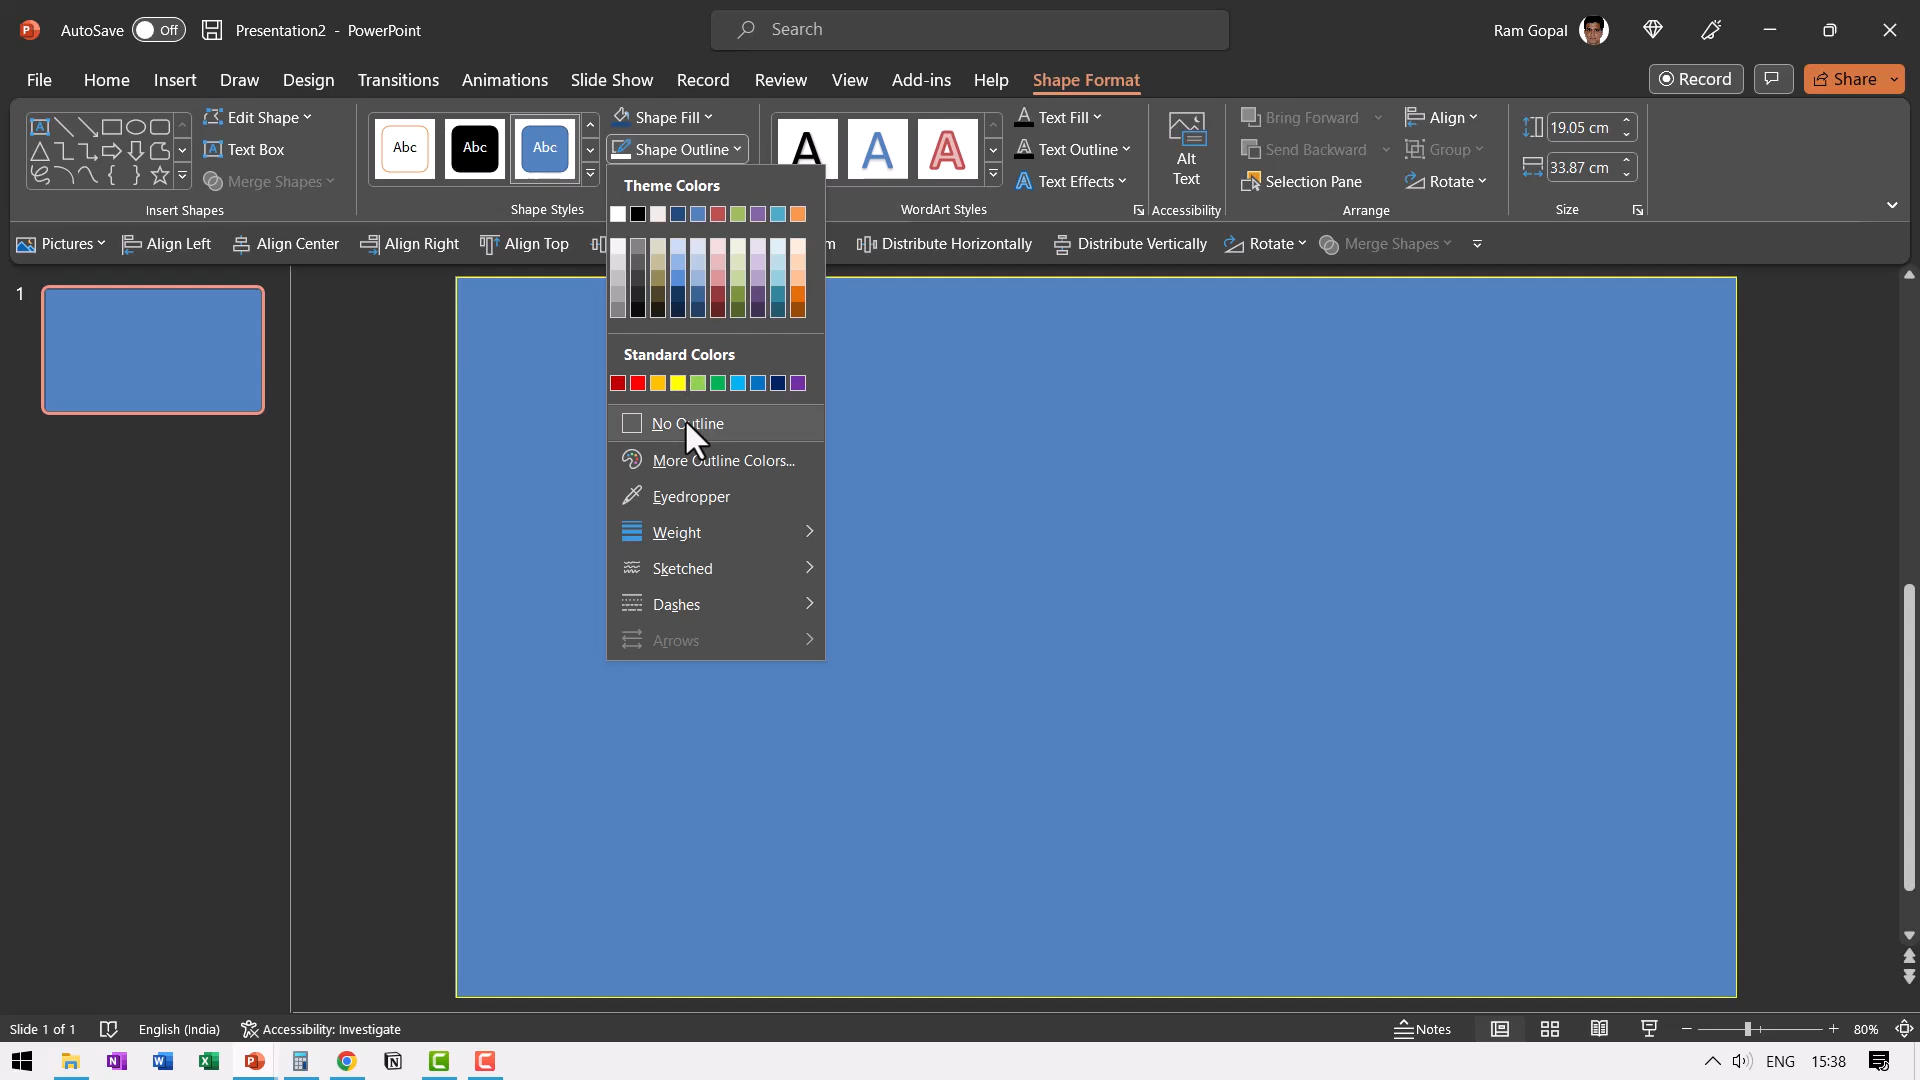 AutoSave Off Presentation2 - PowerPoint Search Ram Gopal
File Home Insert Draw Design Transitions Animations Slide Show Record Review View Add-ins Help Shape Format Record Share
Edit Shape
Text Box
Merge Shapes
Insert Shapes
Abc Abc Abc
Shape Styles
Shape Fill
Shape Outline
A A A
WordArt Styles
Text Fill
Text Outline
Text Effects
Alt
Text
Accessibility
Bring Forward
Send Backward
Selection Pane
Align
Group
Rotate
Arrange
19.05 cm
33.87 cm
Size
Pictures Align Left Align Center Align Right Align Top Distribute Horizontally Distribute Vertically Rotate Merge Shapes
Theme Colors
Standard Colors
No Outline
More Outline Colors...
Eyedropper
Weight
Sketched
Dashes
Arrows
1
Slide 1 of 1 English (India) Accessibility: Investigate Notes 80%
ENG 15:38